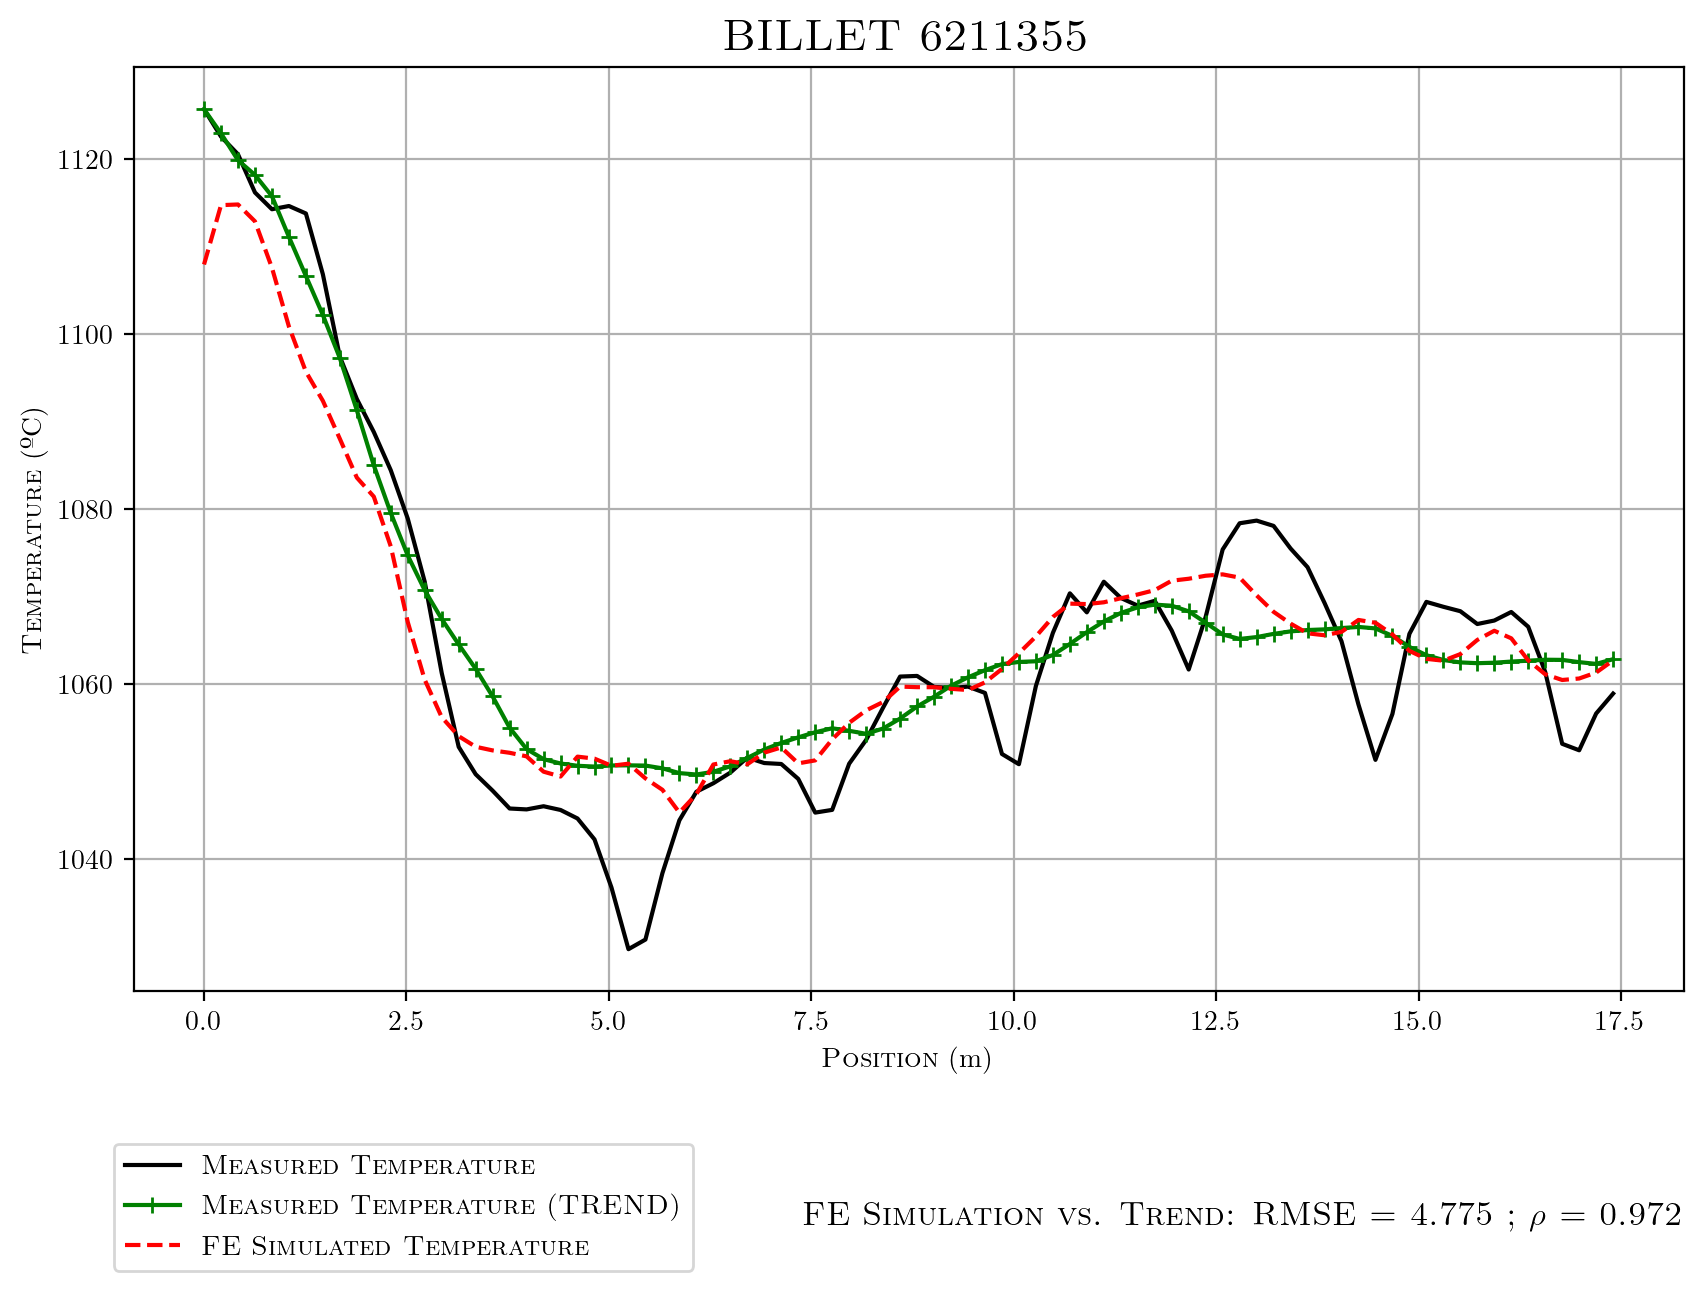 BILLET 6211355
Temperature (ºC)
1120
1100
1080
1060
1040
0.0 2.5 5.0 7.5 10.0 12.5 15.0 17.5
Position (m)
Measured Temperature
Measured Temperature (TREND)
FE Simulated Temperature
FE Simulation vs. Trend: RMSE = 4.775 ; ρ = 0.972